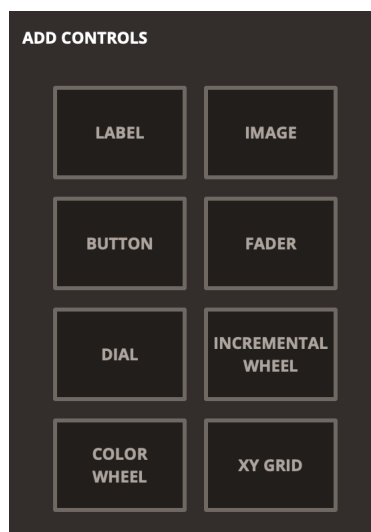 ADD CONTROLS
LABEL
IMAGE
BUTTON
FADER
DIAL
INCREMENTAL
WHEEL
COLOR
WHEEL
XY GRID